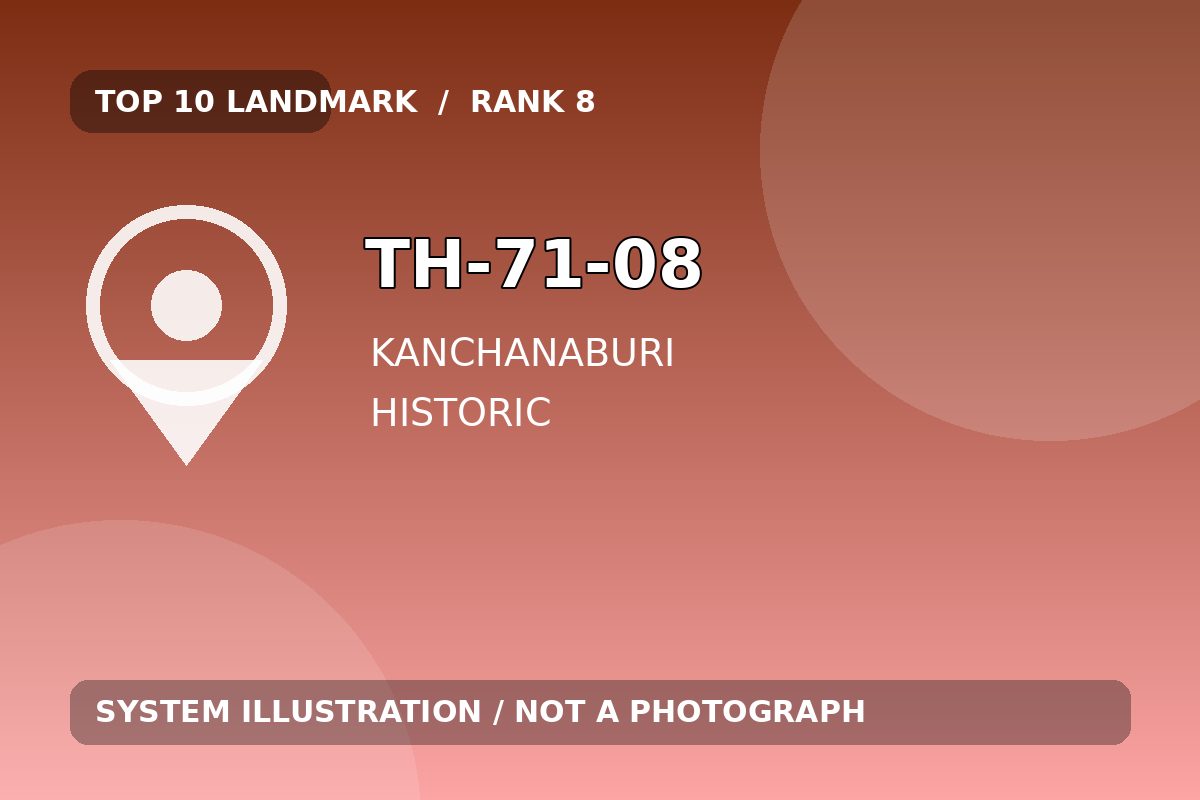 TOP 10 LANDMARK / RANK 8
TH-71-08
KANCHANABURI
HISTORIC
SYSTEM ILLUSTRATION / NOT A PHOTOGRAPH